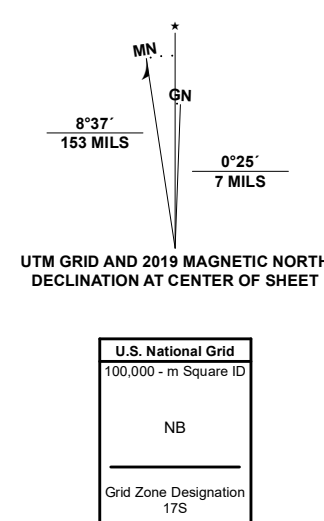 ★
MN
GN
8°37´
153 MILS
0°25´
7 MILS
UTM GRID AND 2019 MAGNETIC NORTH
DECLINATION AT CENTER OF SHEET
U.S. National Grid
100,000 - m Square ID
NB
Grid Zone Designation
17S